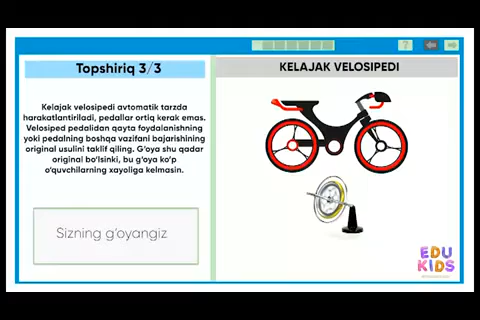 Topshiriq 3/3
Kelajak velosipedi avtomatik tarzda
harakatlantiriladi, pedallar ortiq kerak emas.
Velosiped pedalidan qayta foydalanishning
yoki pedalning boshqa vazifani bajarishining
original usulini taklif qiling. G'oya shu qadar
original bo'lsinki, bu g'oya ko'p
o'quvchilarning xayoliga kelmasin.
Sizning g'oyangiz
KELAJAK VELOSIPEDI
?
EDU
KIDS